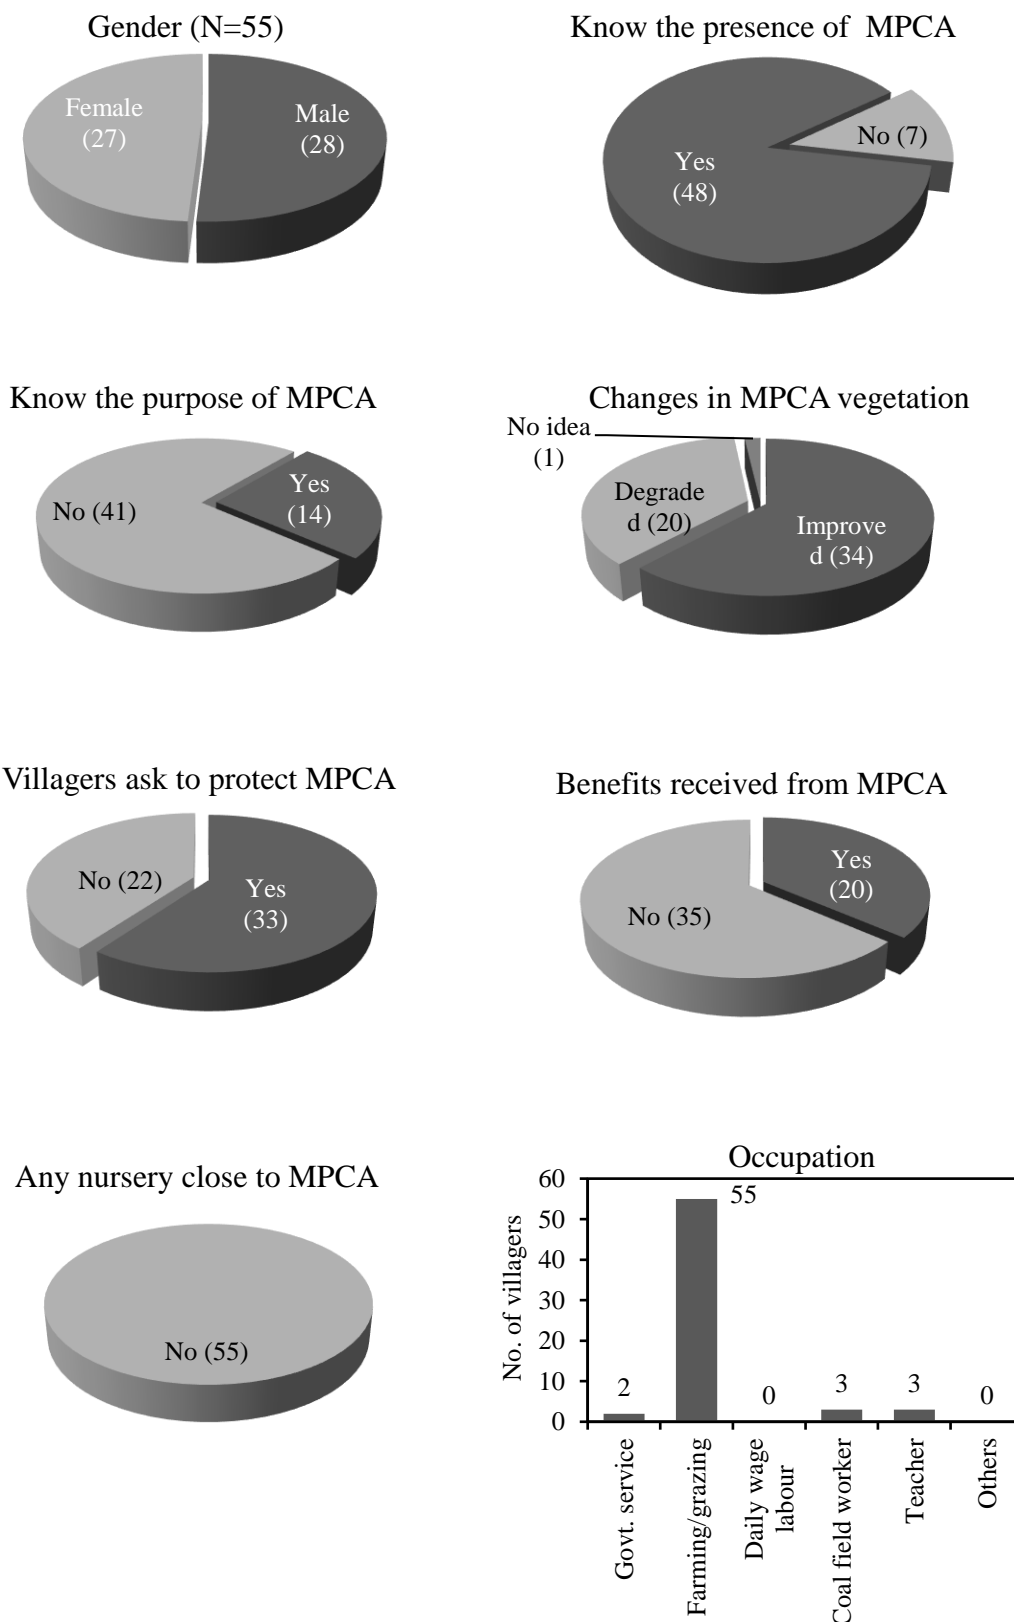 Gender (N=55)
Female
(27)
Male
(28)
Know the presence of  MPCA
No (7)
Yes
(48)
Know the purpose of MPCA
No (41)
Yes
(14)
Changes in MPCA vegetation
No idea
(1)
Degrade
d (20)
Improve
d (34)
Villagers ask to protect MPCA
No (22)
Yes
(33)
Benefits received from MPCA
Yes
(20)
No (35)
Any nursery close to MPCA
No (55)
Occupation
No. of villagers
60
50
40
30
20
10
0
2
55
0
3
3
0
Govt. service
Farming/grazing
Daily wage
labour
Coal field worker
Teacher
Others